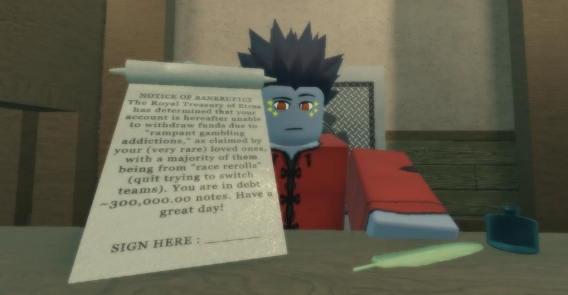 NOTICE OF BANKRUPTCY
The Royal Treasury of Etrea
has determined that your
account is hereafter unable
to withdraw funds due to
"rampant gambling
addictions," as claimed by
your (very rare) loved ones,
with a majority of them
being from "race rerolls"
(quit trying to switch
teams). You are in debt
~300,000.00 notes. Have a
great day!
SIGN HERE : ________